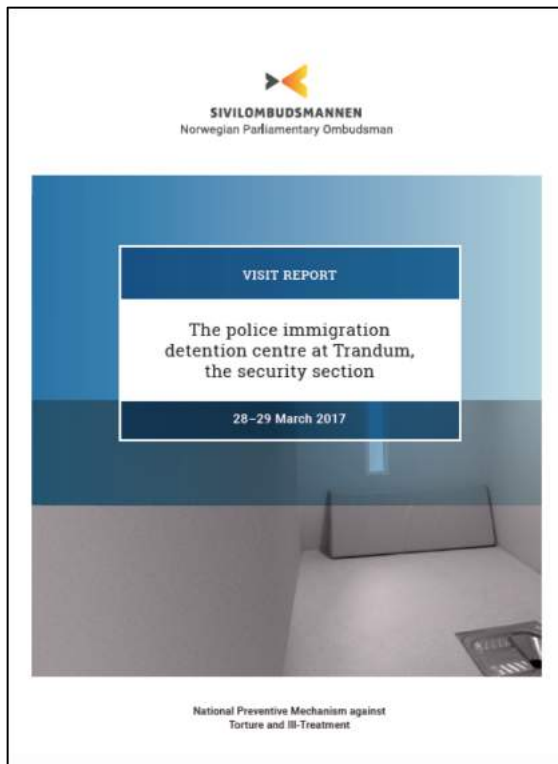 SIVILOMBUDSMANNEN
Norwegian Parliamentary Ombudsman
VISIT REPORT
The police immigration
detention centre at Trandum,
the security section
28–29 March 2017
National Preventive Mechanism against
Torture and Ill-Treatment